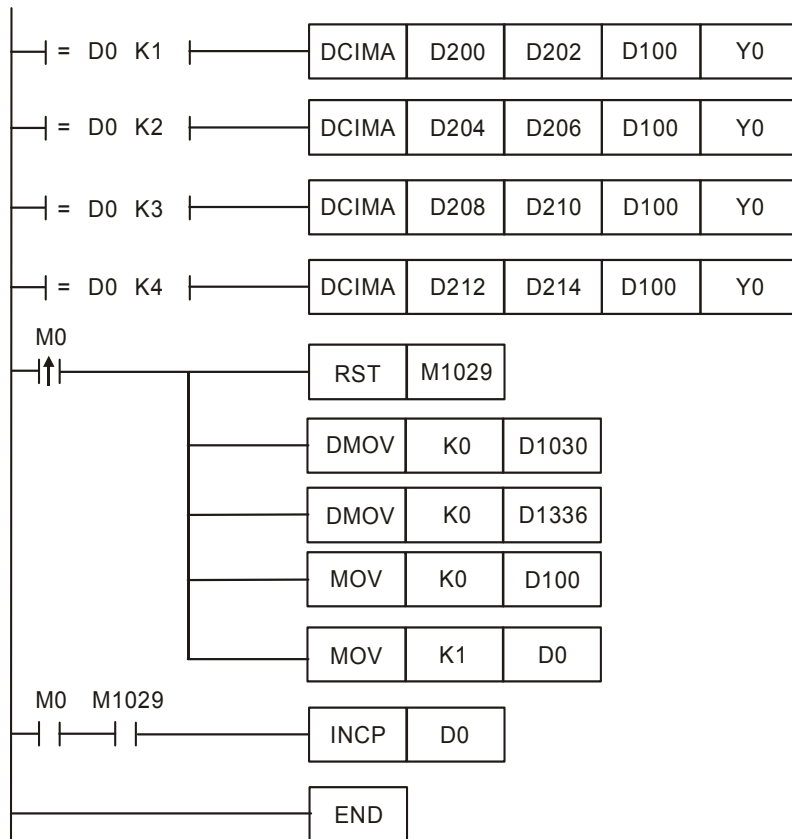 = D0 K1 DCIMA D200 D202 D100 Y0
= D0 K2 DCIMA D204 D206 D100 Y0
= D0 K3 DCIMA D208 D210 D100 Y0
= D0 K4 DCIMA D212 D214 D100 Y0
M0
RST M1029
DMOV K0 D1030
DMOV K0 D1336
MOV K0 D100
MOV K1 D0
M0 M1029
INCP D0
END